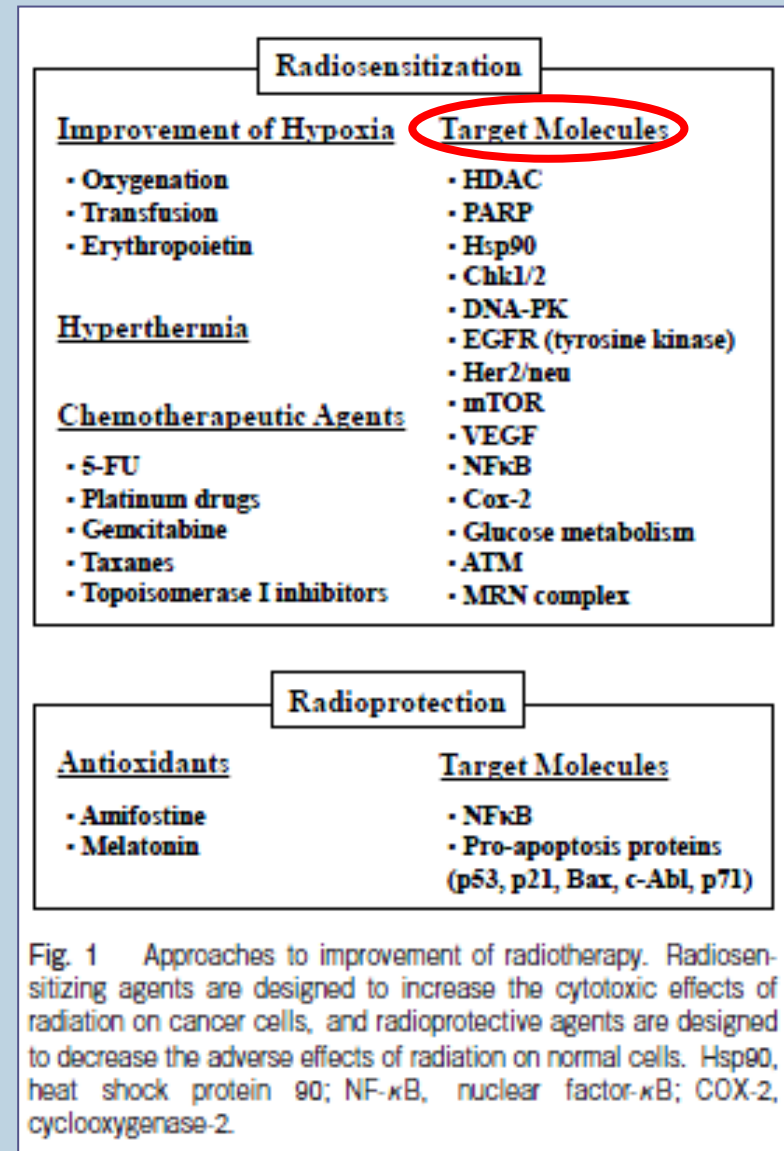 Radiosensitization
Improvement of Hypoxia
· Oxygenation
· Transfusion
· Erythropoietin
Hyperthermia
Chemotherapeutic Agents
· 5-FU
· Platinum drugs
· Gemcitabine
· Taxanes
· Topoisomerase I inhibitors
Target Molecules
· HDAC
· PARP
· Hsp90
· Chk1/2
· DNA-PK
· EGFR (tyrosine kinase)
· Her2/neu
· mTOR
· VEGF
· NFκB
· Cox-2
· Glucose metabolism
· ATM
· MRN complex
Radioprotection
Antioxidants
· Amifostine
· Melatonin
Target Molecules
· NFκB
· Pro-apoptosis proteins
(p53, p21, Bax, c-Abl, p71)
Fig. 1 Approaches to improvement of radiotherapy. Radiosen-
sitizing agents are designed to increase the cytotoxic effects of
radiation on cancer cells, and radioprotective agents are designed
to decrease the adverse effects of radiation on normal cells. Hsp90,
heat shock protein 90; NF-κB, nuclear factor-κB; COX-2,
cyclooxygenase-2.